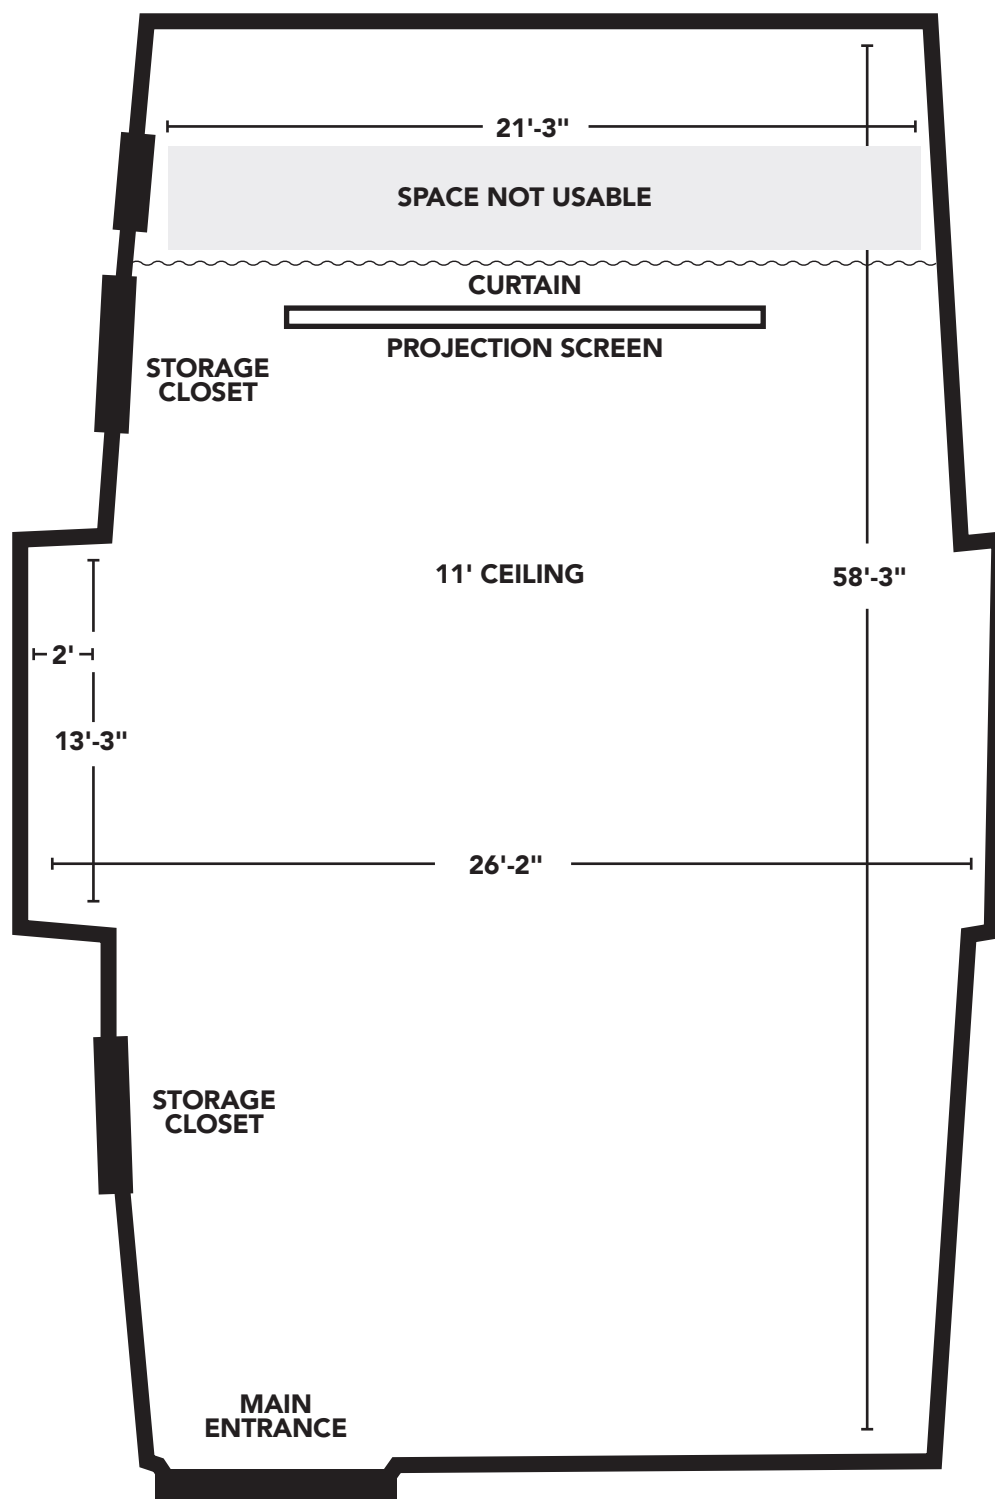 21'-3"
SPACE NOT USABLE
CURTAIN
PROJECTION SCREEN
STORAGE
CLOSET
11' CEILING
58'-3"
2'
13'-3"
26'-2"
STORAGE
CLOSET
MAIN
ENTRANCE